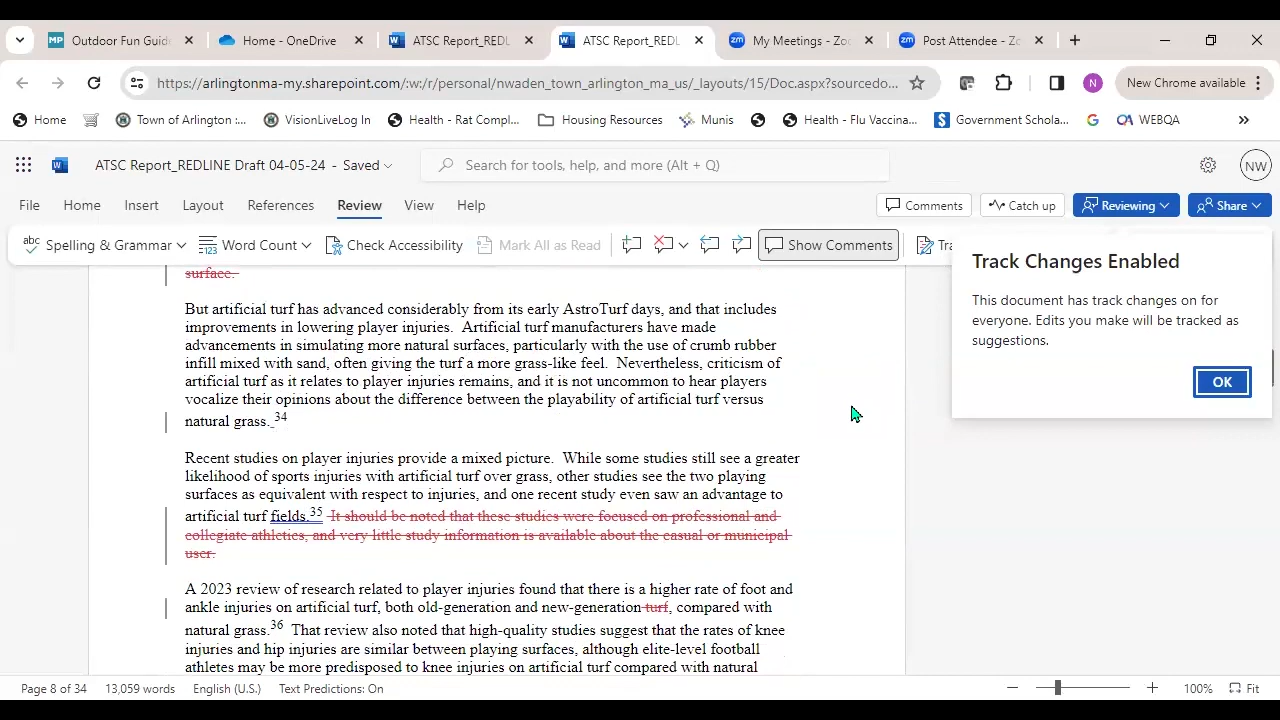 Outdoor Fun Guid
Home - OneDrive
ATSC Report_REDL
ATSC Report_REDL
My Meetings - Zoo
Post Attendee - Zo
https://arlingtonma-my.sharepoint.com/:w:/r/personal/nwaden_town_arlington_ma_us/_layouts/15/Doc.aspx?sourcedo...
N
New Chrome available
Home
Town of Arlington :...
VisionLiveLog In
Health - Rat Compl...
Housing Resources
Munis
Health - Flu Vaccina...
Government Schola...
WEBQA
ATSC Report_REDLINE Draft 04-05-24 - Saved
Search for tools, help, and more (Alt + Q)
NW
File Home Insert Layout References Review View Help
Comments
Catch up
Reviewing
Share
Spelling & Grammar
Word Count
Check Accessibility
Mark All as Read
Show Comments
Tra
Track Changes Enabled
This document has track changes on for
everyone. Edits you make will be tracked as
suggestions.
OK
surface.
But artificial turf has advanced considerably from its early AstroTurf days, and that includes
improvements in lowering player injuries. Artificial turf manufacturers have made
advancements in simulating more natural surfaces, particularly with the use of crumb rubber
infill mixed with sand, often giving the turf a more grass-like feel. Nevertheless, criticism of
artificial turf as it relates to player injuries remains, and it is not uncommon to hear players
vocalize their opinions about the difference between the playability of artificial turf versus
natural grass. 34
Recent studies on player injuries provide a mixed picture. While some studies still see a greater
likelihood of sports injuries with artificial turf over grass, other studies see the two playing
surfaces as equivalent with respect to injuries, and one recent study even saw an advantage to
artificial turf fields.35 It should be noted that these studies were focused on professional and
collegiate athletics, and very little study information is available about the casual or municipal
user.
A 2023 review of research related to player injuries found that there is a higher rate of foot and
ankle injuries on artificial turf, both old-generation and new-generation turf, compared with
natural grass.36 That review also noted that high-quality studies suggest that the rates of knee
injuries and hip injuries are similar between playing surfaces, although elite-level football
athletes may be more predisposed to knee injuries on artificial turf compared with natural
Page 8 of 34
13,059 words
English (U.S.)
Text Predictions: On
100%
Fit